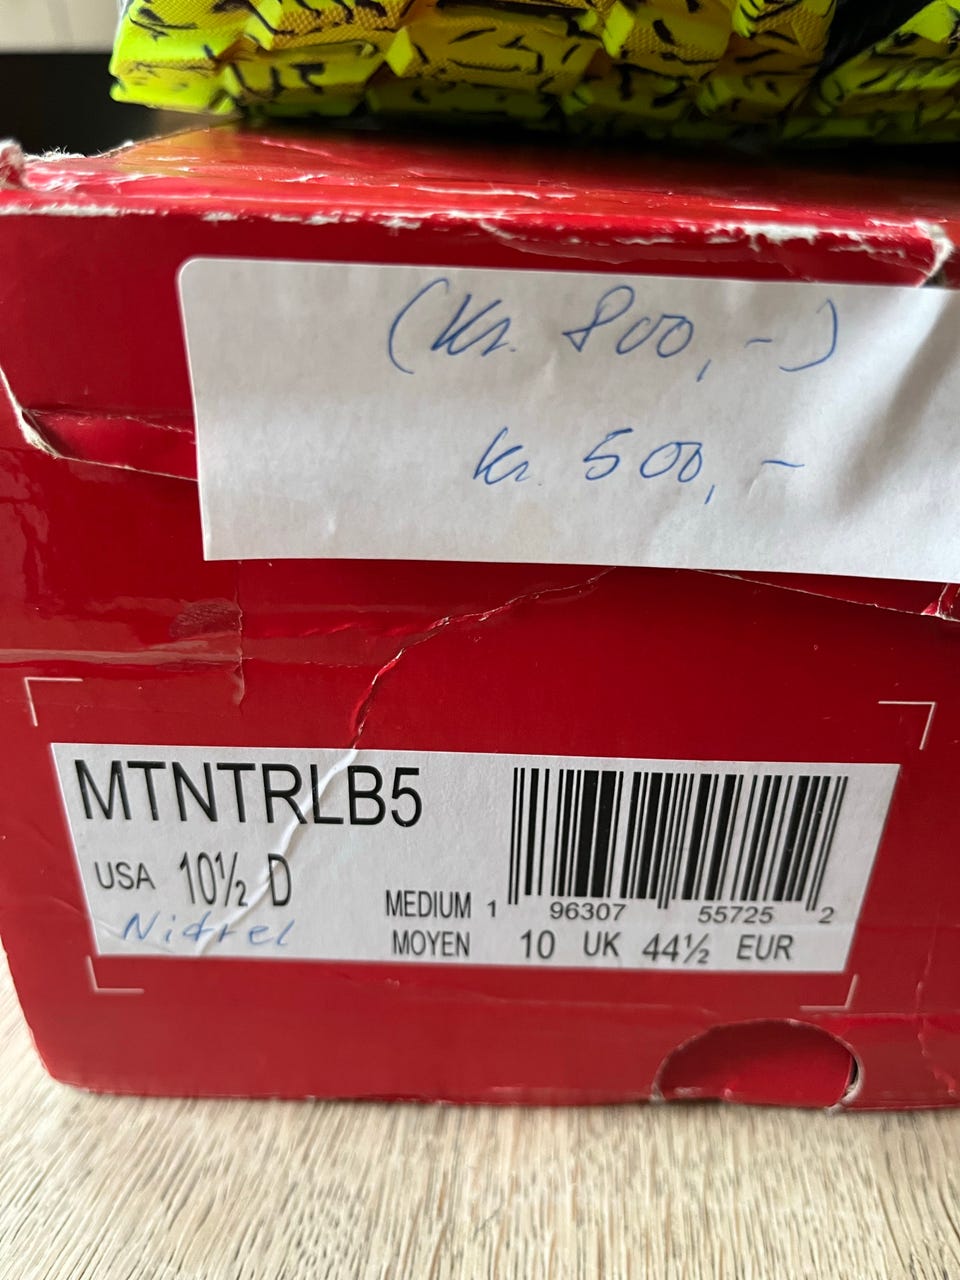 (Kr. 800,-)
kr. 500,-
MTNTRLB5
USA 10½ D
Nitrel
MEDIUM
MOYEN
1 96307 55725 2
10 UK 44½ EUR